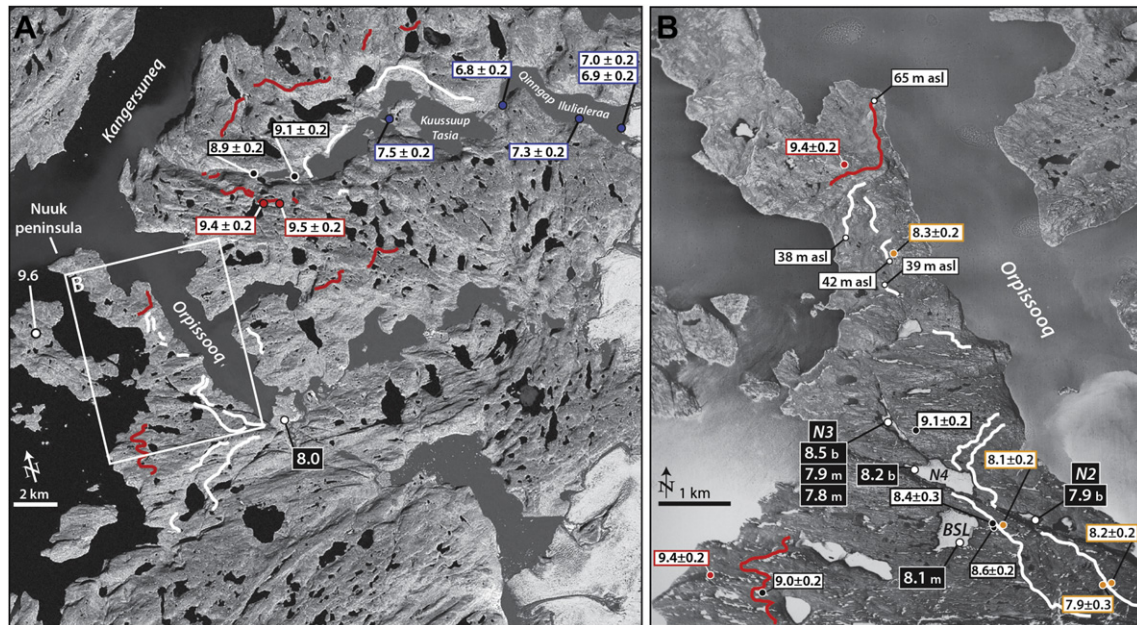 A
Kangersuneq
6.8 ± 0.2
7.0 ± 0.2
6.9 ± 0.2
Qinngap Ilulialeraa
9.1 ± 0.2
8.9 ± 0.2
Kuussuup
Tasia
7.5 ± 0.2
7.3 ± 0.2
Nuuk
peninsula
9.4 ± 0.2
9.5 ± 0.2
9.6
B
Orpissooq
8.0
N
2 km
B
65 m asl
9.4±0.2
8.3±0.2
38 m asl
42 m asl
39 m asl
Orpissooq
N3
8.5 b
7.9 m
7.8 m
9.1±0.2
8.2 b
N4
8.1±0.2
N2
7.9 b
8.4±0.3
N
1 km
BSL
8.2±0.2
9.4±0.2
9.0±0.2
8.1 m
8.6±0.2
7.9±0.3